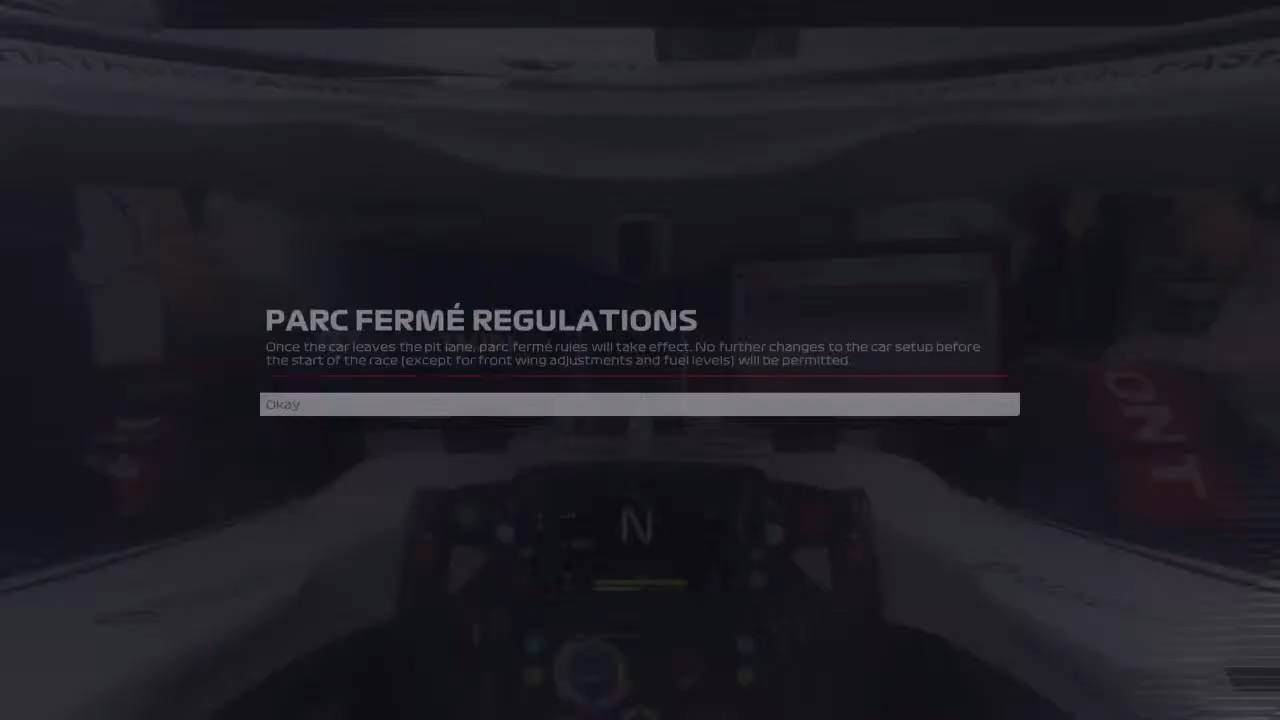 PARC FERMÉ REGULATIONS
Once the car leaves the pit lane, parc fermé rules will take effect. No further changes to the car setup before
the start of the race (except for front wing adjustments and fuel levels) will be permitted.
Okay
ONT
N